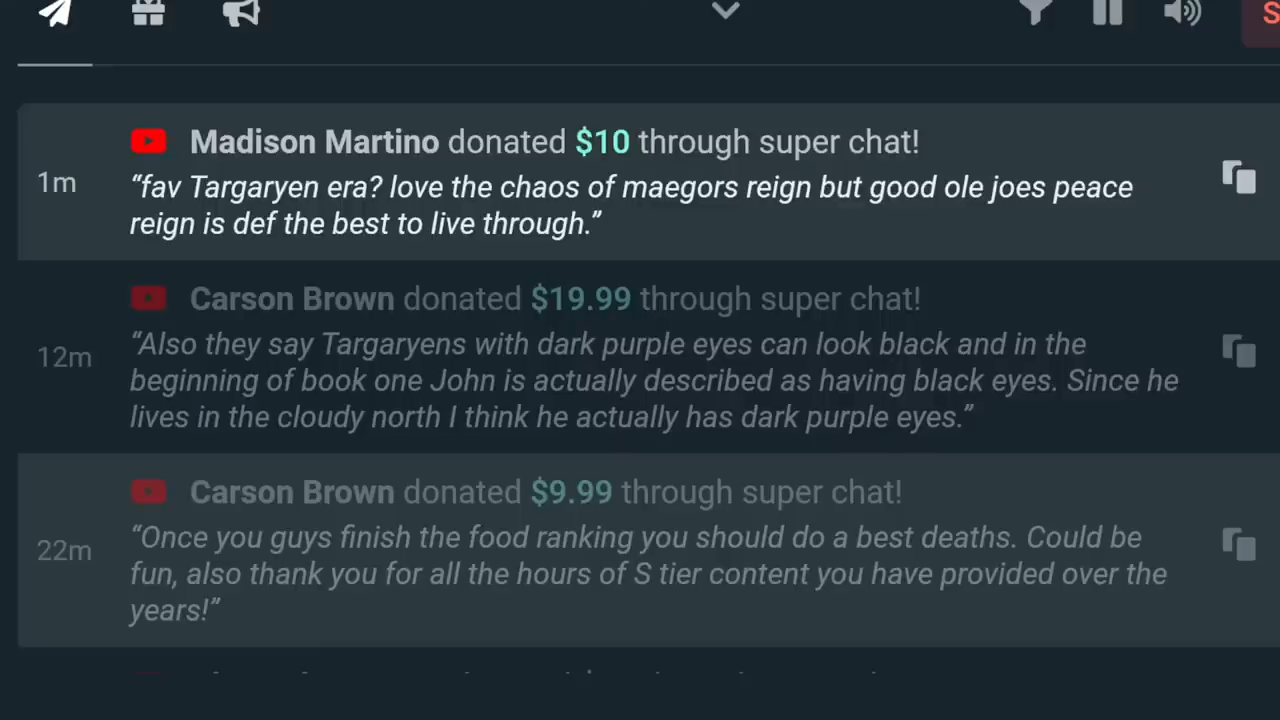 S
Madison Martino donated $10 through super chat!
1m
“fav Targaryen era? love the chaos of maegors reign but good ole joes peace
reign is def the best to live through.”
Carson Brown donated $19.99 through super chat!
12m
“Also they say Targaryens with dark purple eyes can look black and in the
beginning of book one John is actually described as having black eyes. Since he
lives in the cloudy north I think he actually has dark purple eyes.”
Carson Brown donated $9.99 through super chat!
22m
“Once you guys finish the food ranking you should do a best deaths. Could be
fun, also thank you for all the hours of S tier content you have provided over the
years!”